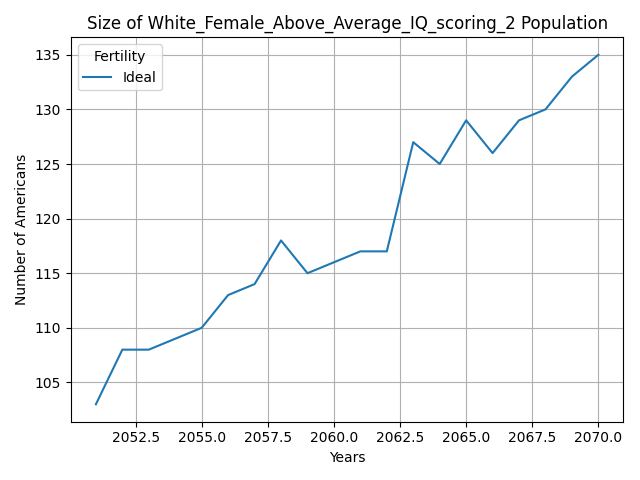 Size of White_Female_Above_Average_IQ_scoring_2 Population
Fertility
Ideal
Number of Americans
135
130
125
120
115
110
105
2052.5 2055.0 2057.5 2060.0 2062.5 2065.0 2067.5 2070.0
Years